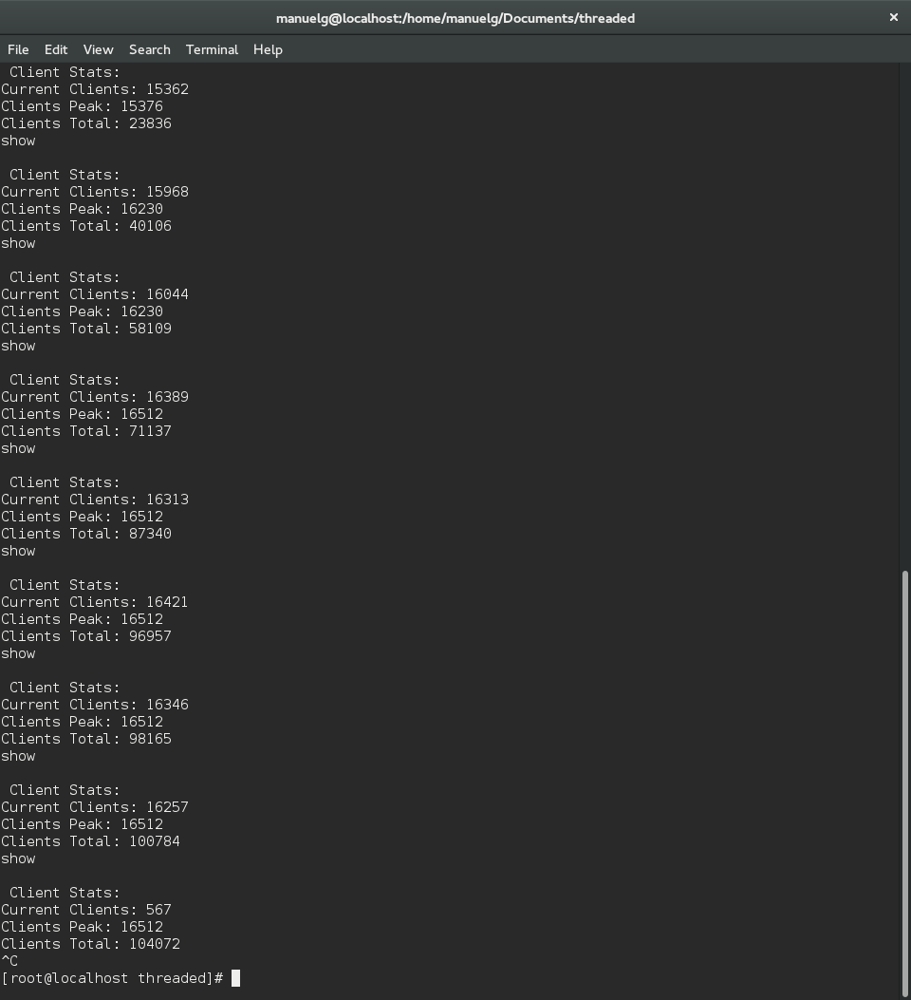 manuelg@localhost:/home/manuelg/Documents/threaded ×
File Edit View Search Terminal Help
Client Stats:
Current Clients: 15362
Clients Peak: 15376
Clients Total: 23836
show
Client Stats:
Current Clients: 15968
Clients Peak: 16230
Clients Total: 40106
show
Client Stats:
Current Clients: 16044
Clients Peak: 16230
Clients Total: 58109
show
Client Stats:
Current Clients: 16389
Clients Peak: 16512
Clients Total: 71137
show
Client Stats:
Current Clients: 16313
Clients Peak: 16512
Clients Total: 87340
show
Client Stats:
Current Clients: 16421
Clients Peak: 16512
Clients Total: 96957
show
Client Stats:
Current Clients: 16346
Clients Peak: 16512
Clients Total: 98165
show
Client Stats:
Current Clients: 16257
Clients Peak: 16512
Clients Total: 100784
show
Client Stats:
Current Clients: 567
Clients Peak: 16512
Clients Total: 104072
^C
[root@localhost threaded]#